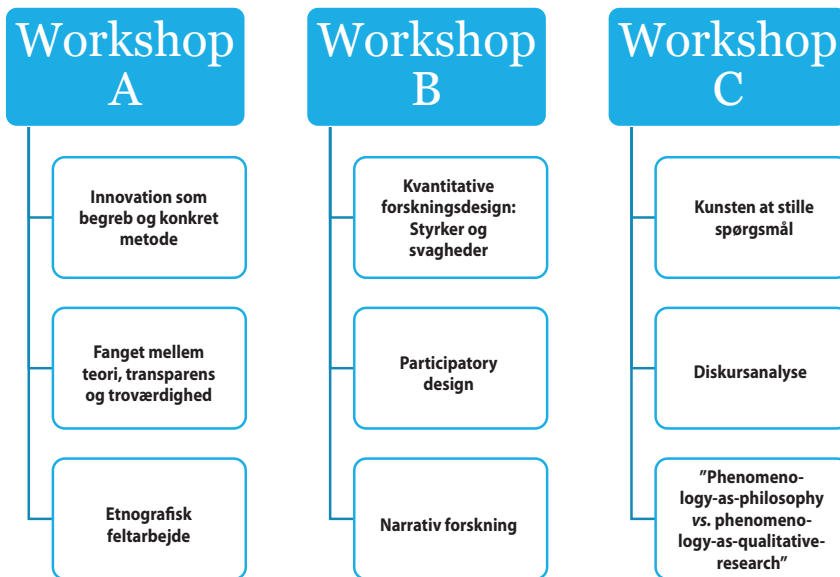 Workshop
A
Innovation som
begreb og konkret
metode
Fanget mellem
teori, transparens
og troværdighed
Etnografisk
feltarbejde
Workshop
B
Kvantitative
forskningsdesign:
Styrker og
svagheder
Participatory
design
Narrativ forskning
Workshop
C
Kunsten at stille
spørgsmål
Diskursanalyse
”Phenomeno-
logy-as-philosophy
vs. phenomeno-
logy-as-qualitative-
research”